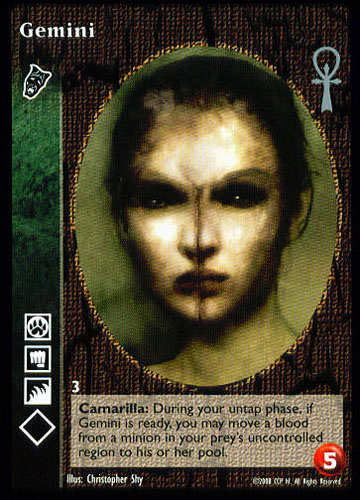 Gemini
3
Camarilla: During your untap phase, if
Gemini is ready, you may move a blood
from a minion in your prey's uncontrolled
region to his or her pool.
5
Illus: Christopher Shy
©2008 CCP hf. All Rights Reserved.